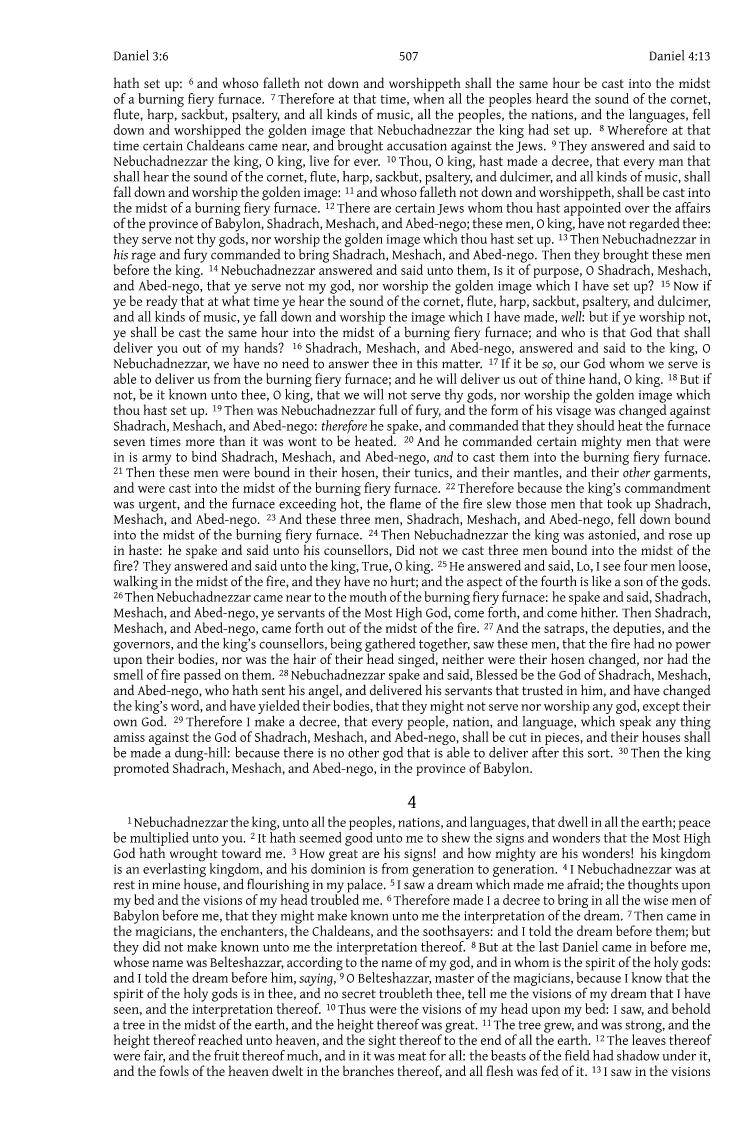 Daniel 3:6 507 Daniel 4:13
hath set up: 6 and whoso falleth not down and worshippeth shall the same hour be cast into the midst
of a burning fiery furnace. 7 Therefore at that time, when all the peoples heard the sound of the cornet,
flute, harp, sackbut, psaltery, and all kinds of music, all the peoples, the nations, and the languages, fell
down and worshipped the golden image that Nebuchadnezzar the king had set up. 8 Wherefore at that
time certain Chaldeans came near, and brought accusation against the Jews. 9 They answered and said to
Nebuchadnezzar the king, O king, live for ever. 10 Thou, O king, hast made a decree, that every man that
shall hear the sound of the cornet, flute, harp, sackbut, psaltery, and dulcimer, and all kinds of music, shall
fall down and worship the golden image: 11 and whoso falleth not down and worshippeth, shall be cast into
the midst of a burning fiery furnace. 12 There are certain Jews whom thou hast appointed over the affairs
of the province of Babylon, Shadrach, Meshach, and Abed-nego; these men, O king, have not regarded thee:
they serve not thy gods, nor worship the golden image which thou hast set up. 13 Then Nebuchadnezzar in
his rage and fury commanded to bring Shadrach, Meshach, and Abed-nego. Then they brought these men
before the king. 14 Nebuchadnezzar answered and said unto them, Is it of purpose, O Shadrach, Meshach,
and Abed-nego, that ye serve not my god, nor worship the golden image which I have set up? 15 Now if
ye be ready that at what time ye hear the sound of the cornet, flute, harp, sackbut, psaltery, and dulcimer,
and all kinds of music, ye fall down and worship the image which I have made, well: but if ye worship not,
ye shall be cast the same hour into the midst of a burning fiery furnace; and who is that God that shall
deliver you out of my hands? 16 Shadrach, Meshach, and Abed-nego, answered and said to the king, O
Nebuchadnezzar, we have no need to answer thee in this matter. 17 If it be so, our God whom we serve is
able to deliver us from the burning fiery furnace; and he will deliver us out of thine hand, O king. 18 But if
not, be it known unto thee, O king, that we will not serve thy gods, nor worship the golden image which
thou hast set up. 19 Then was Nebuchadnezzar full of fury, and the form of his visage was changed against
Shadrach, Meshach, and Abed-nego: therefore he spake, and commanded that they should heat the furnace
seven times more than it was wont to be heated. 20 And he commanded certain mighty men that were
in is army to bind Shadrach, Meshach, and Abed-nego, and to cast them into the burning fiery furnace.
21 Then these men were bound in their hosen, their tunics, and their mantles, and their other garments,
and were cast into the midst of the burning fiery furnace. 22 Therefore because the king's commandment
was urgent, and the furnace exceeding hot, the flame of the fire slew those men that took up Shadrach,
Meshach, and Abed-nego. 23 And these three men, Shadrach, Meshach, and Abed-nego, fell down bound
into the midst of the burning fiery furnace. 24 Then Nebuchadnezzar the king was astonied, and rose up
in haste: he spake and said unto his counsellors, Did not we cast three men bound into the midst of the
fire? They answered and said unto the king, True, O king. 25 He answered and said, Lo, I see four men loose,
walking in the midst of the fire, and they have no hurt; and the aspect of the fourth is like a son of the gods.
26 Then Nebuchadnezzar came near to the mouth of the burning fiery furnace: he spake and said, Shadrach,
Meshach, and Abed-nego, ye servants of the Most High God, come forth, and come hither. Then Shadrach,
Meshach, and Abed-nego, came forth out of the midst of the fire. 27 And the satraps, the deputies, and the
governors, and the king's counsellors, being gathered together, saw these men, that the fire had no power
upon their bodies, nor was the hair of their head singed, neither were their hosen changed, nor had the
smell of fire passed on them. 28 Nebuchadnezzar spake and said, Blessed be the God of Shadrach, Meshach,
and Abed-nego, who hath sent his angel, and delivered his servants that trusted in him, and have changed
the king's word, and have yielded their bodies, that they might not serve nor worship any god, except their
own God. 29 Therefore I make a decree, that every people, nation, and language, which speak any thing
amiss against the God of Shadrach, Meshach, and Abed-nego, shall be cut in pieces, and their houses shall
be made a dung-hill: because there is no other god that is able to deliver after this sort. 30 Then the king
promoted Shadrach, Meshach, and Abed-nego, in the province of Babylon.
4
1 Nebuchadnezzar the king, unto all the peoples, nations, and languages, that dwell in all the earth; peace
be multiplied unto you. 2 It hath seemed good unto me to shew the signs and wonders that the Most High
God hath wrought toward me. 3 How great are his signs! and how mighty are his wonders! his kingdom
is an everlasting kingdom, and his dominion is from generation to generation. 4 I Nebuchadnezzar was at
rest in mine house, and flourishing in my palace. 5 I saw a dream which made me afraid; the thoughts upon
my bed and the visions of my head troubled me. 6 Therefore made I a decree to bring in all the wise men of
Babylon before me, that they might make known unto me the interpretation of the dream. 7 Then came in
the magicians, the enchanters, the Chaldeans, and the soothsayers: and I told the dream before them; but
they did not make known unto me the interpretation thereof. 8 But at the last Daniel came in before me,
whose name was Belteshazzar, according to the name of my god, and in whom is the spirit of the holy gods:
and I told the dream before him, saying, 9 O Belteshazzar, master of the magicians, because I know that the
spirit of the holy gods is in thee, and no secret troubleth thee, tell me the visions of my dream that I have
seen, and the interpretation thereof. 10 Thus were the visions of my head upon my bed: I saw, and behold
a tree in the midst of the earth, and the height thereof was great. 11 The tree grew, and was strong, and the
height thereof reached unto heaven, and the sight thereof to the end of all the earth. 12 The leaves thereof
were fair, and the fruit thereof much, and in it was meat for all: the beasts of the field had shadow under it,
and the fowls of the heaven dwelt in the branches thereof, and all flesh was fed of it. 13 I saw in the visions